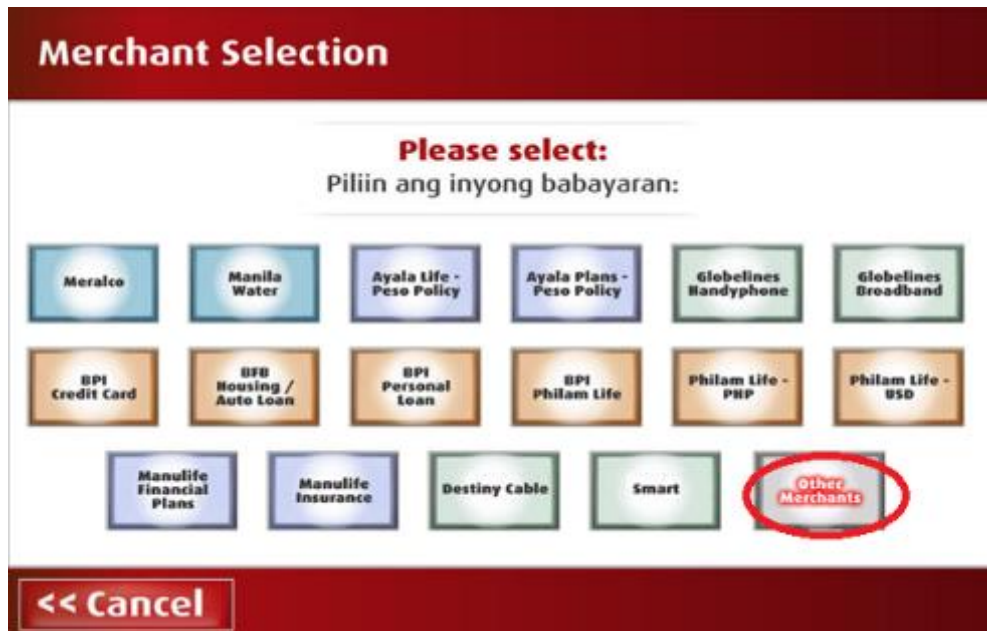 Merchant Selection
Please select:
Piliin ang inyong babayaran:
Meralco
Manila
Water
Ayala Life -
Peso Policy
Ayala Plans -
Peso Policy
Globelines
Handyphone
Globelines
Broadband
BPI
Credit Card
BFB
Housing /
Auto Loan
BPI
Personal
Loan
BPI
Philam Life
Philam Life -
PHP
Philam Life -
USD
Manulife
Financial
Plans
Manulife
Insurance
Destiny Cable
Smart
Other
Merchants
<< Cancel